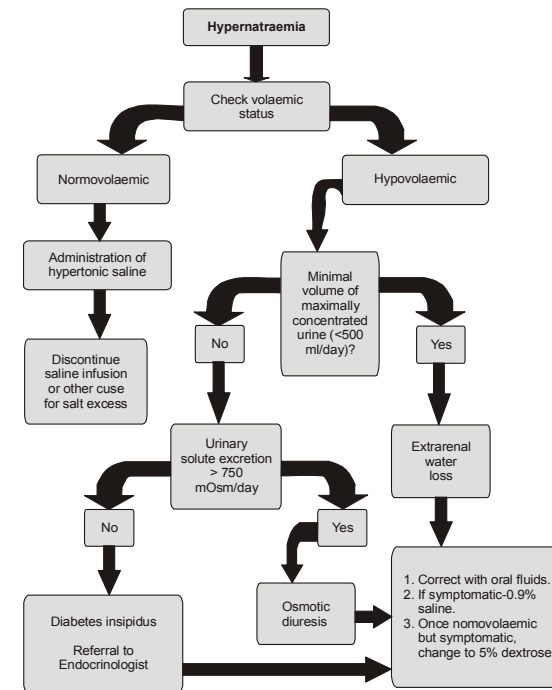 Hypernatraemia
Check volaemic
status
Normovolaemic
Hypovolaemic
Administration of
hypertonic saline
Minimal
volume of
maximally
concentrated
urine (<500
ml/day)?
No
Yes
Discontinue
saline infusion
or other cuse
for salt excess
Urinary
solute excretion
> 750
mOsm/day
Extrarenal
water
loss
No
Yes
Diabetes insipidus
Referral to
Endocrinologist
Osmotic
diuresis
1. Correct with oral fluids.
2. If symptomatic-0.9%
saline.
3. Once nomovolaemic
but symptomatic,
change to 5% dextrose